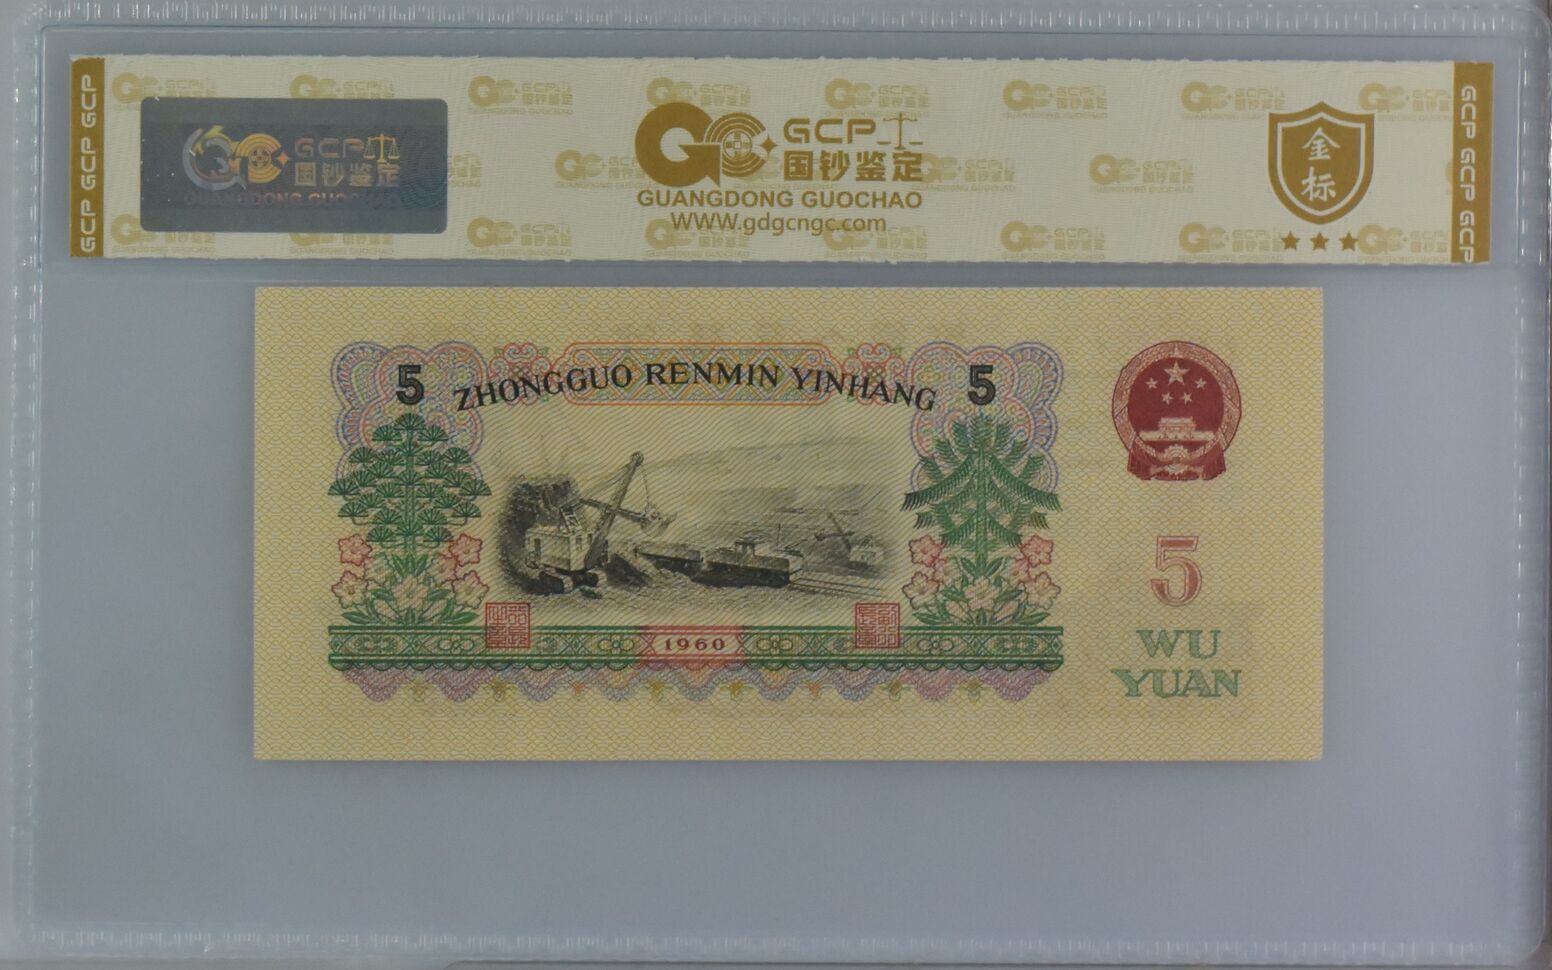 GCP GCP GCP
GCP
国钞鉴定
GUANGDONG GUOCHAO
GCP
国钞鉴定
GUANGDONG GUOCHAO
WWW.gdgcngc.com
金
标
GCP GCP GCP
5 ZHONGGUO RENMIN YINHANG 5
5
1960
WU
YUAN